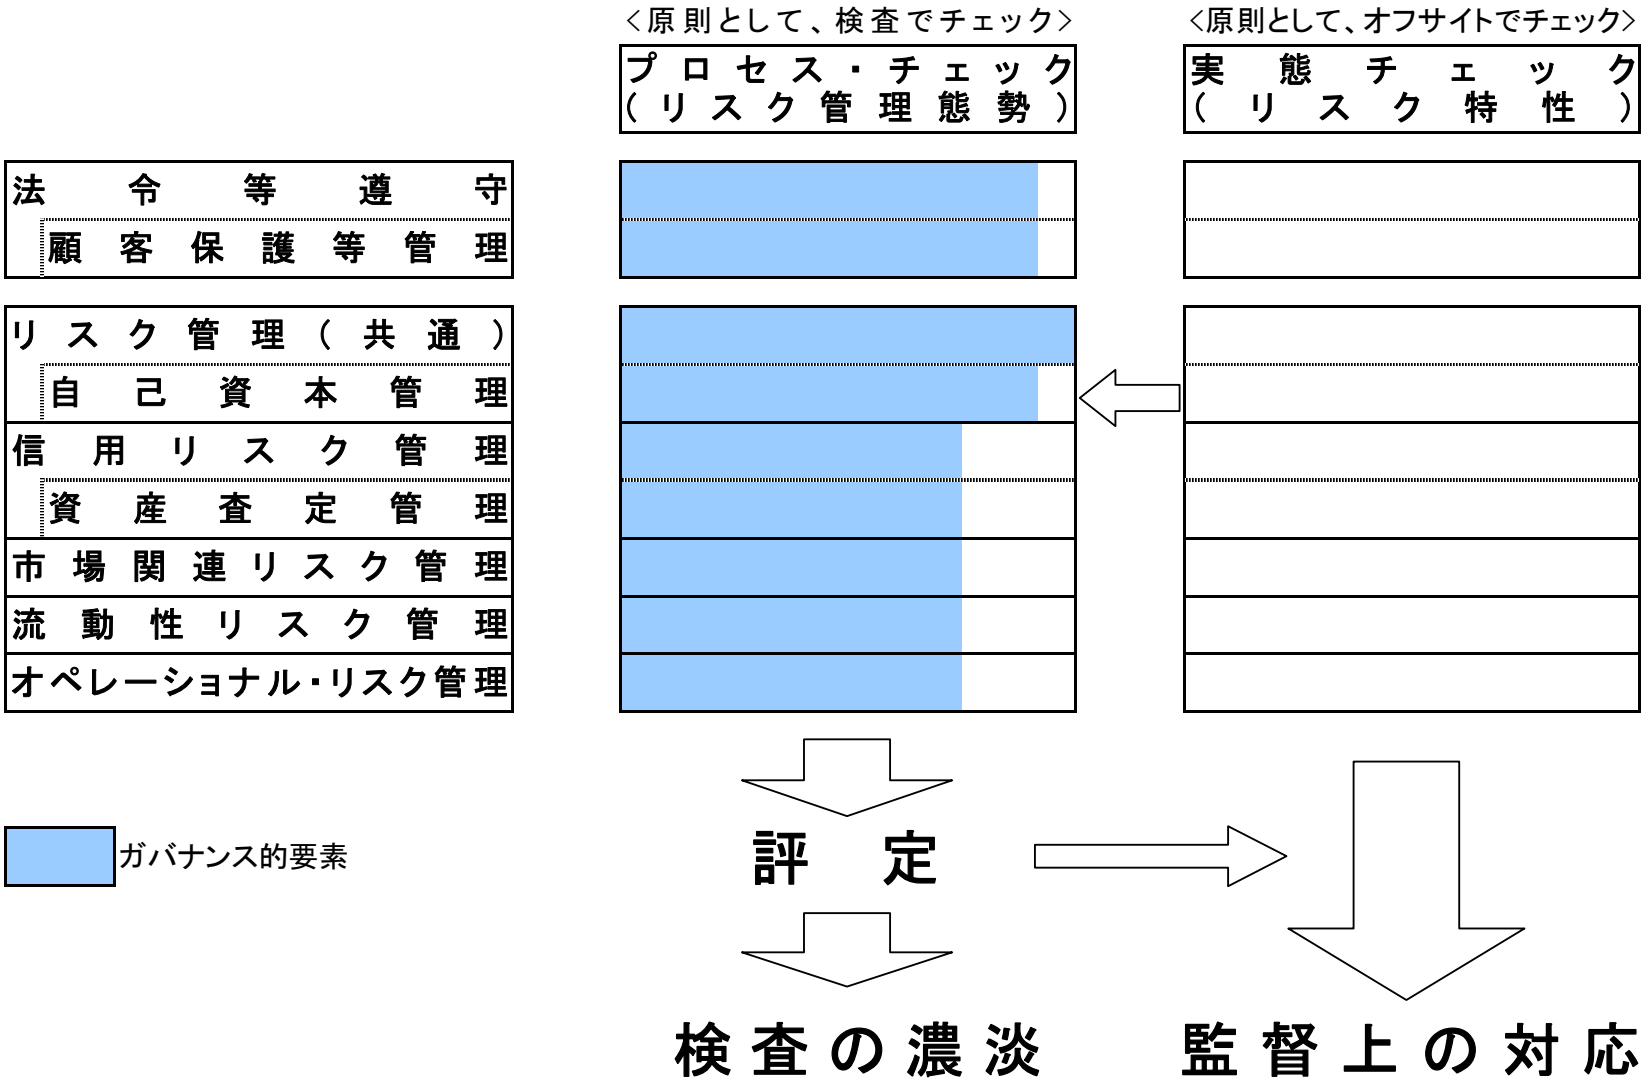 <原則として、検査でチェック>
<原則として、オフサイトでチェック>
プロセス・チェック
(リスク管理態勢)
実態チェック
(リスク特性)
法令等遵守
顧客保護等管理
リスク管理(共通)
自己資本管理
信用リスク管理
資産査定管理
市場関連リスク管理
流動性リスク管理
オペレーショナル・リスク管理
ガバナンス的要素
評定
検査の濃淡
監督上の対応